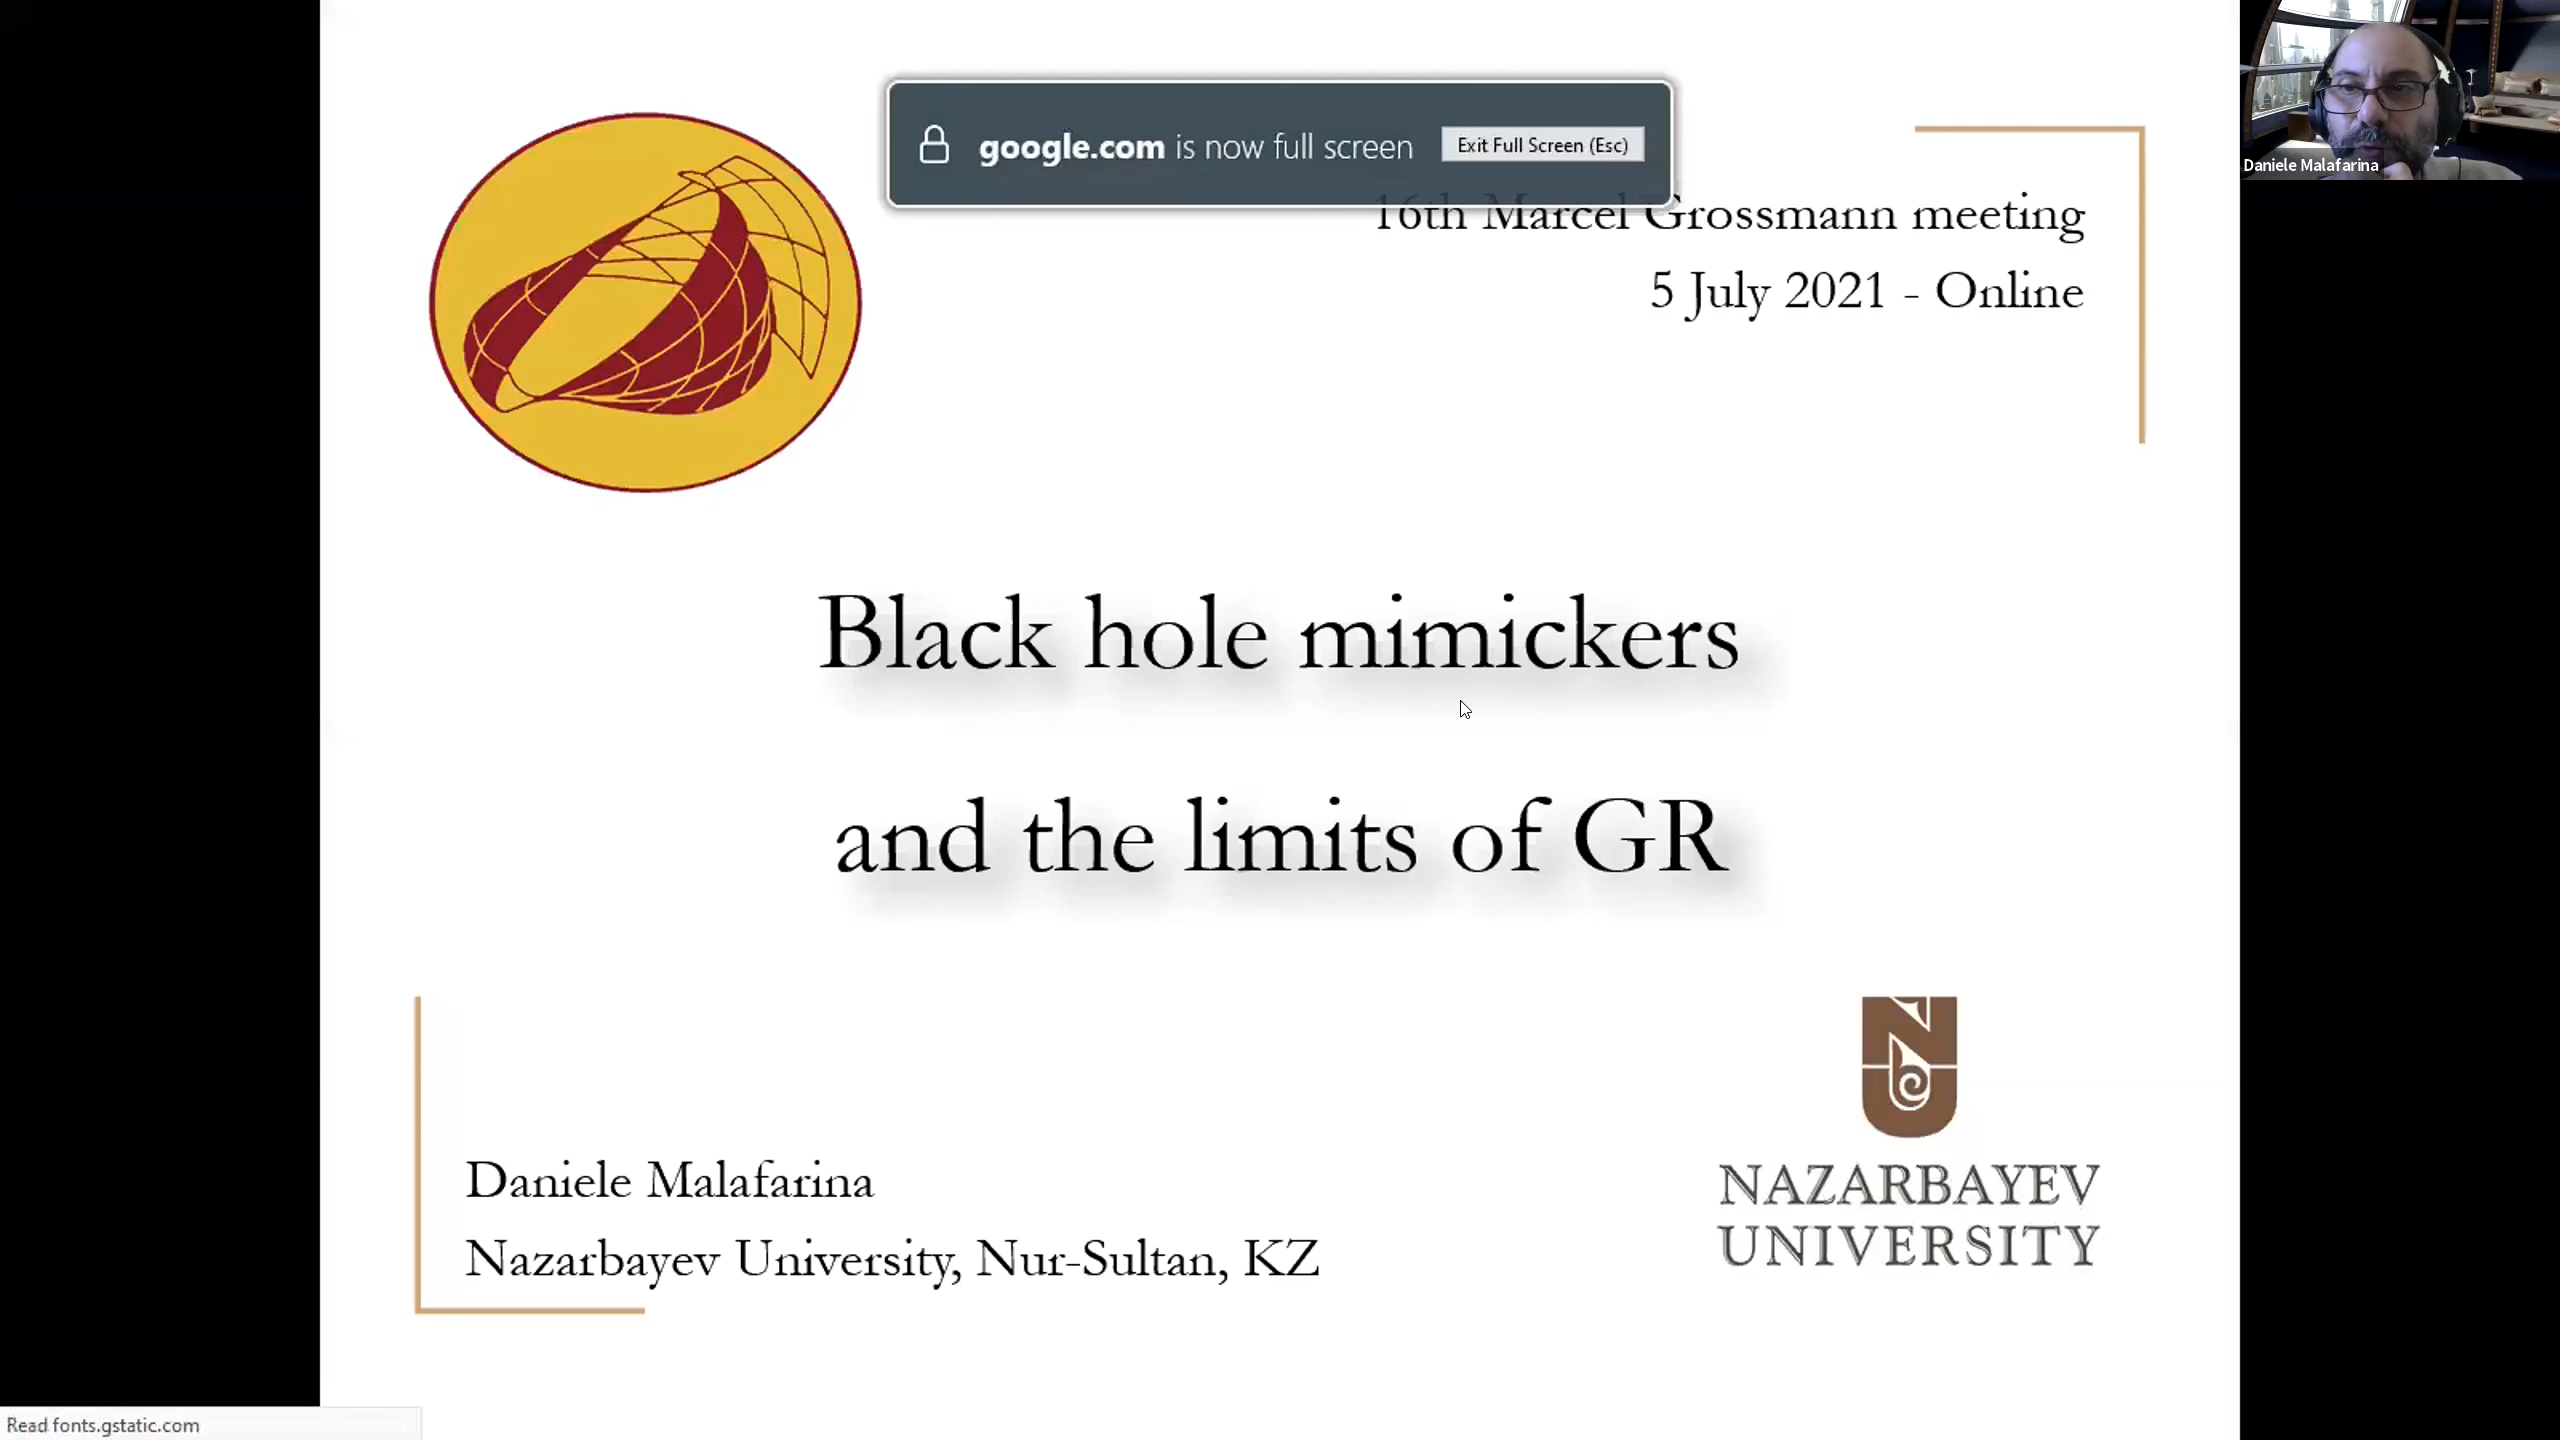 google.com is now full screen
Exit Full Screen (Esc)
Daniele Malafarina
16th Marcel Grossmann meeting
5 July 2021 - Online
Black hole mimickers
and the limits of GR
Daniele Malafarina
Nazarbayev University, Nur-Sultan, KZ
NAZARBAYEV
UNIVERSITY
Read fonts.gstatic.com